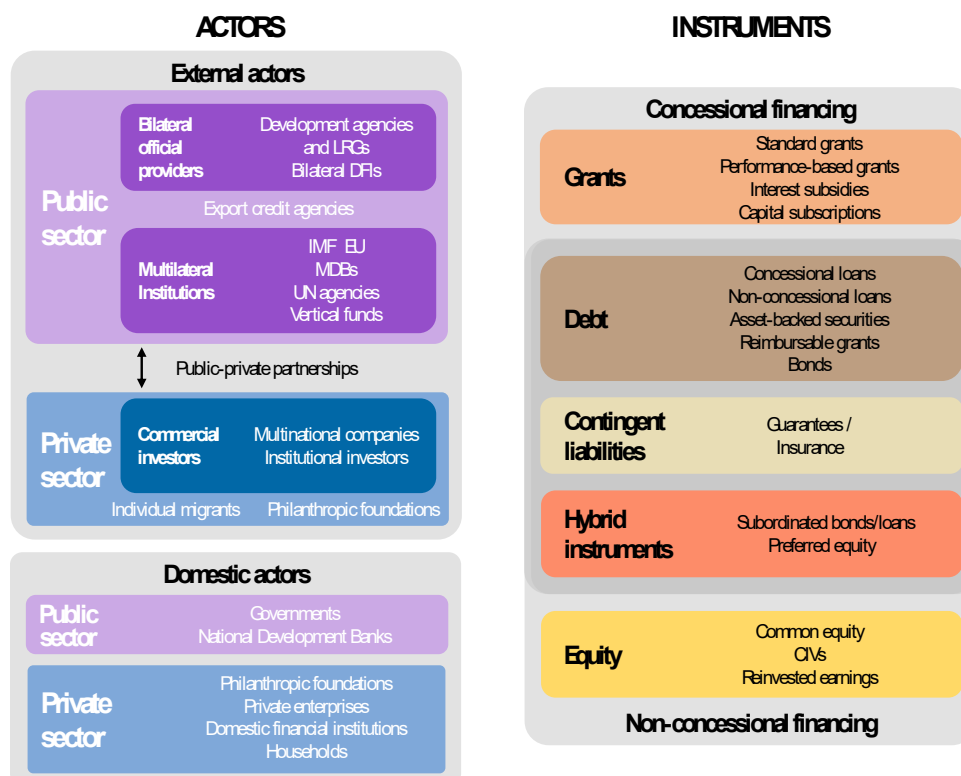 ACTORS
External actors
Public
sector
Bilateral
official
providers
Development agencies
and LRGs
Bilateral DFIs
Export credit agencies
Multilateral
Institutions
IMF EU
MDBs
UN agencies
Vertical funds
Public-private partnerships
Private
sector
Commercial
investors
Multinational companies
Institutional investors
Individual migrants
Philanthropic foundations
Domestic actors
Public
sector
Governments
National Development Banks
Private
sector
Philanthropic foundations
Private enterprises
Domestic financial institutions
Households
INSTRUMENTS
Concessional financing
Grants
Standard grants
Performance-based grants
Interest subsidies
Capital subscriptions
Debt
Concessional loans
Non-concessional loans
Asset-backed securities
Reimbursable grants
Bonds
Contingent
liabilities
Guarantees /
Insurance
Hybrid
instruments
Subordinated bonds/loans
Preferred equity
Equity
Common equity
CIVs
Reinvested earnings
Non-concessional financing